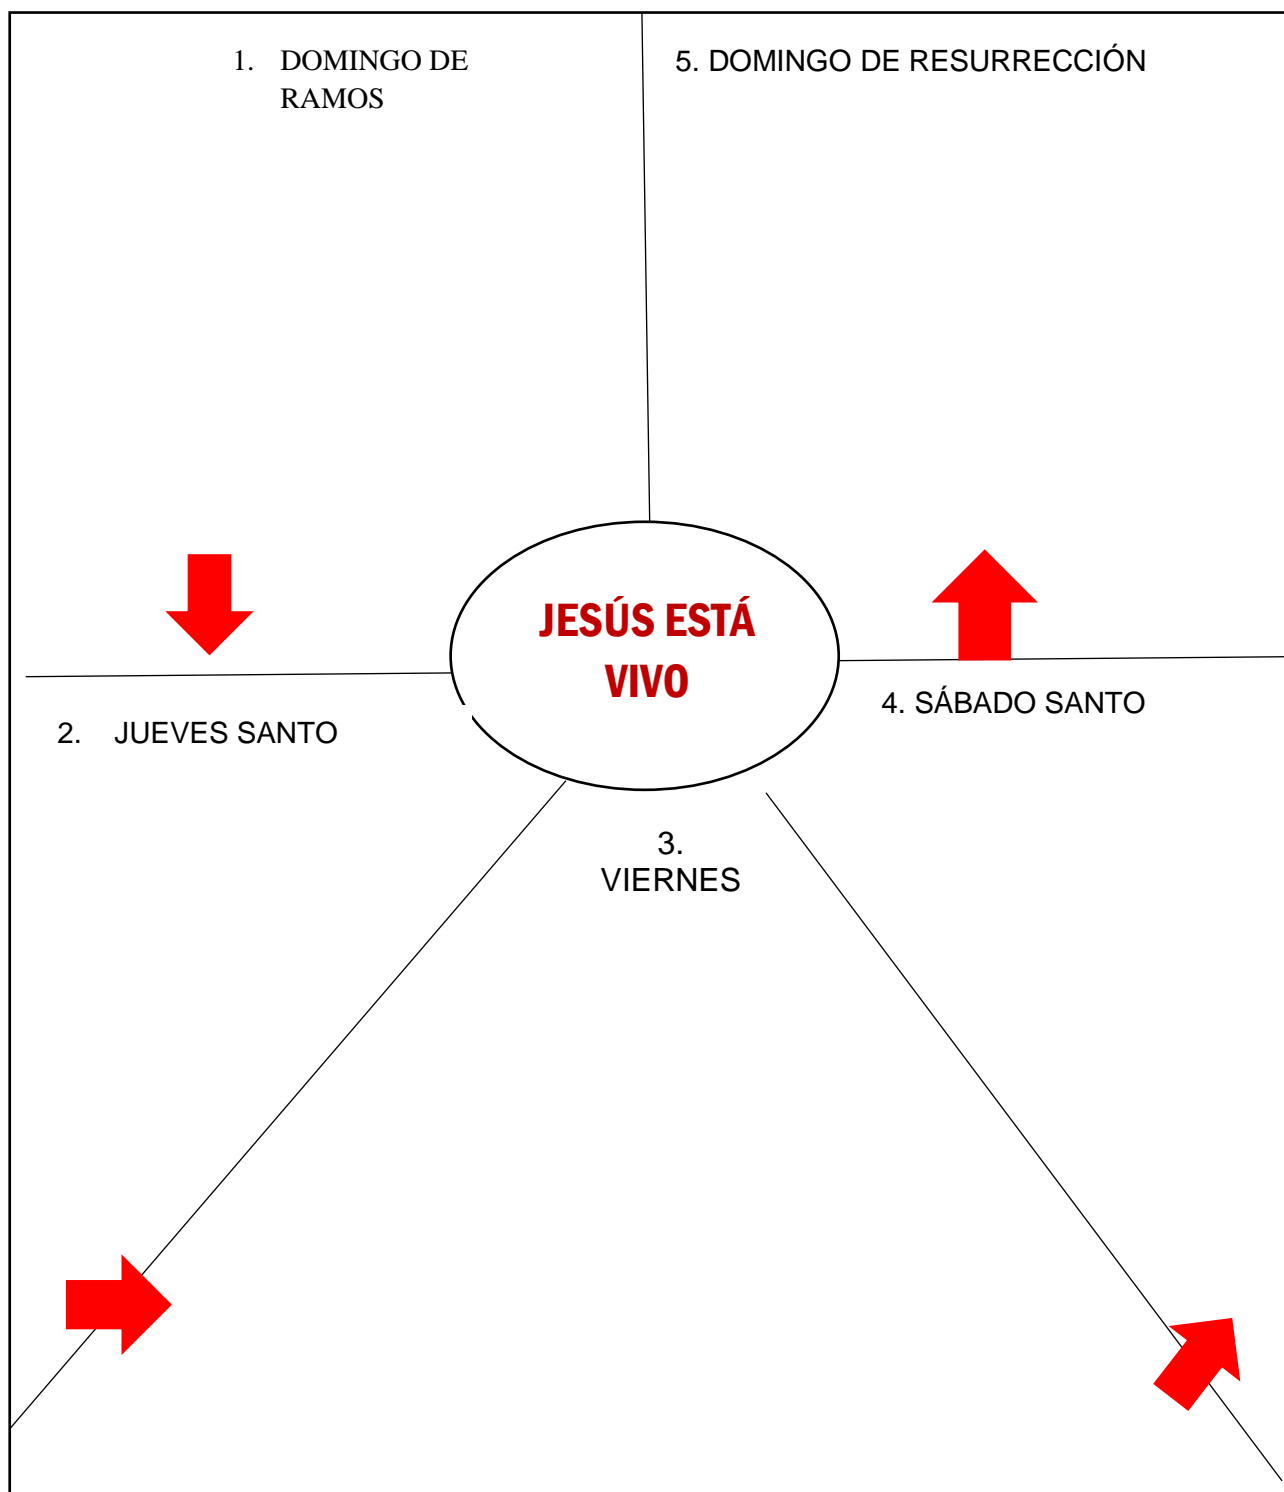 1. DOMINGO DE
RAMOS
5. DOMINGO DE RESURRECCIÓN
JESÚS ESTÁ
VIVO
2. JUEVES SANTO
4. SÁBADO SANTO
3.
VIERNES